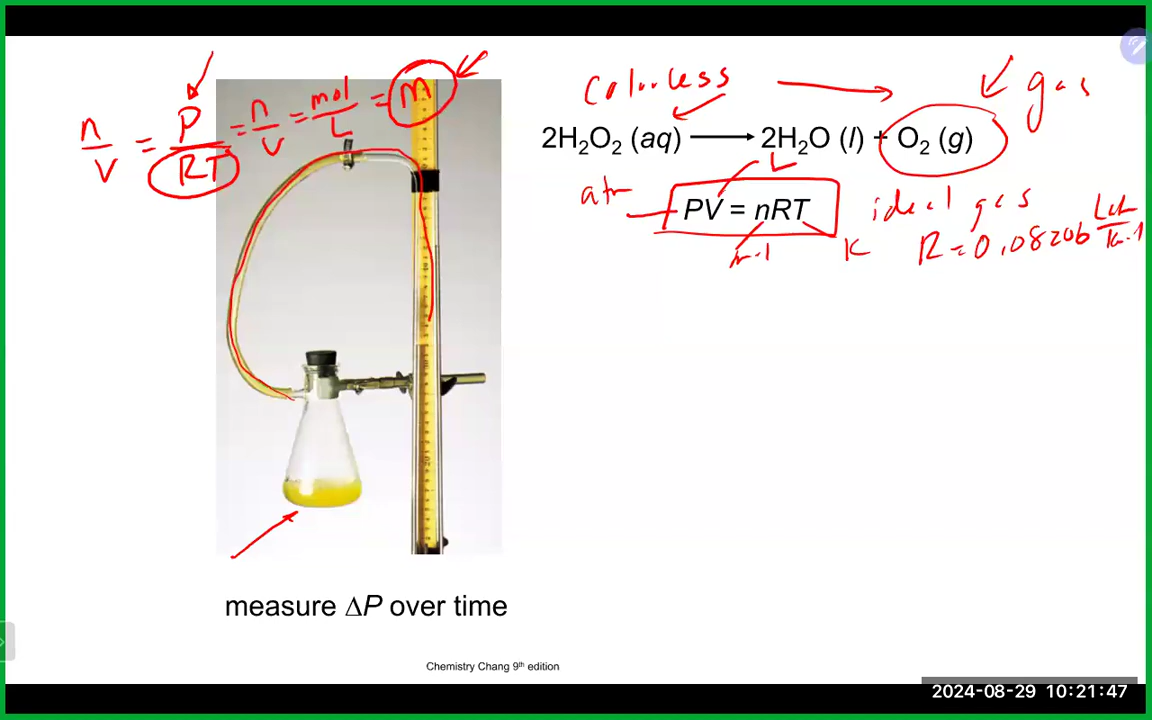 colorless gas
n/V = P/RT = n/V = mol/L = M
2H₂O₂ (aq) → 2H₂O (l) + O₂ (g)
L
atm
PV = nRT
ideal gas
K
R = 0.08206
measure ΔP over time
Chemistry Chang 9th edition
2024-08-29 10:21:47